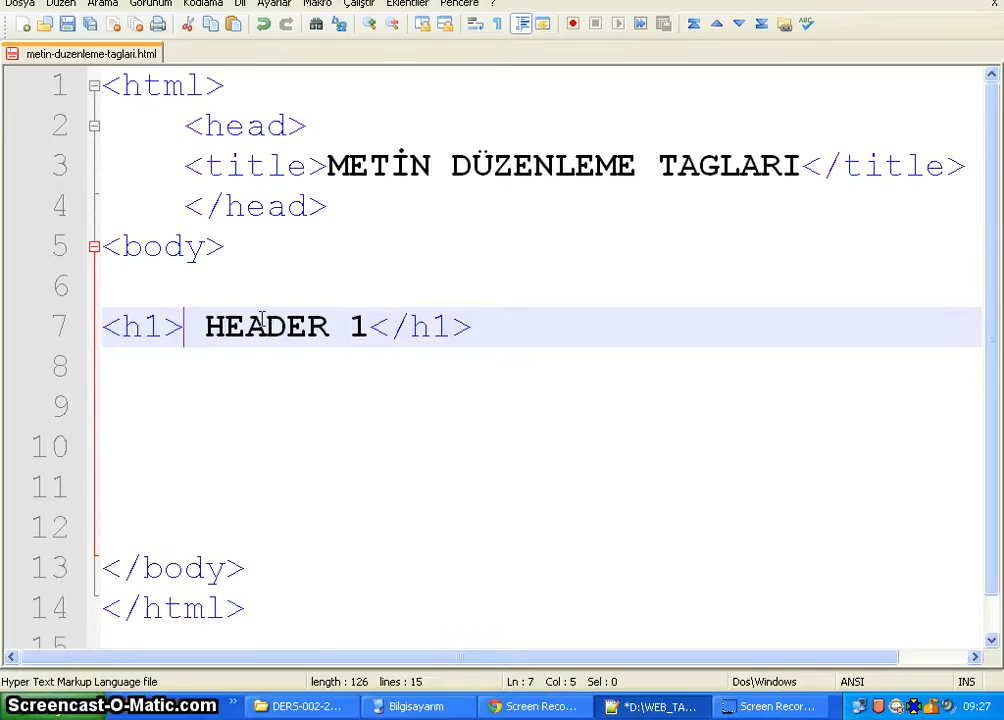 Dosya Düzen Arama Görünüm Kodlama Dil Ayarlar Makro Çalıştır Eklentiler Pencere ? X
metin-duzenleme-taglari.html
1 <html>
2 <head>
3 <title>METİN DÜZENLEME TAGLARI</title>
4 </head>
5 <body>
6
7 <h1> HEADER 1</h1>
8
9
10
11
12
13 </body>
14 </html>
15
Hyper Text Markup Language file length : 126 lines : 15 Ln : 7 Col : 5 Sel : 0 Dos\Windows ANSI INS
Screencast-O-Matic.com » DERS-002-2... Bilgisayarım Screen Reco... *D:\WEB_TA... Screen Recor... 09:27